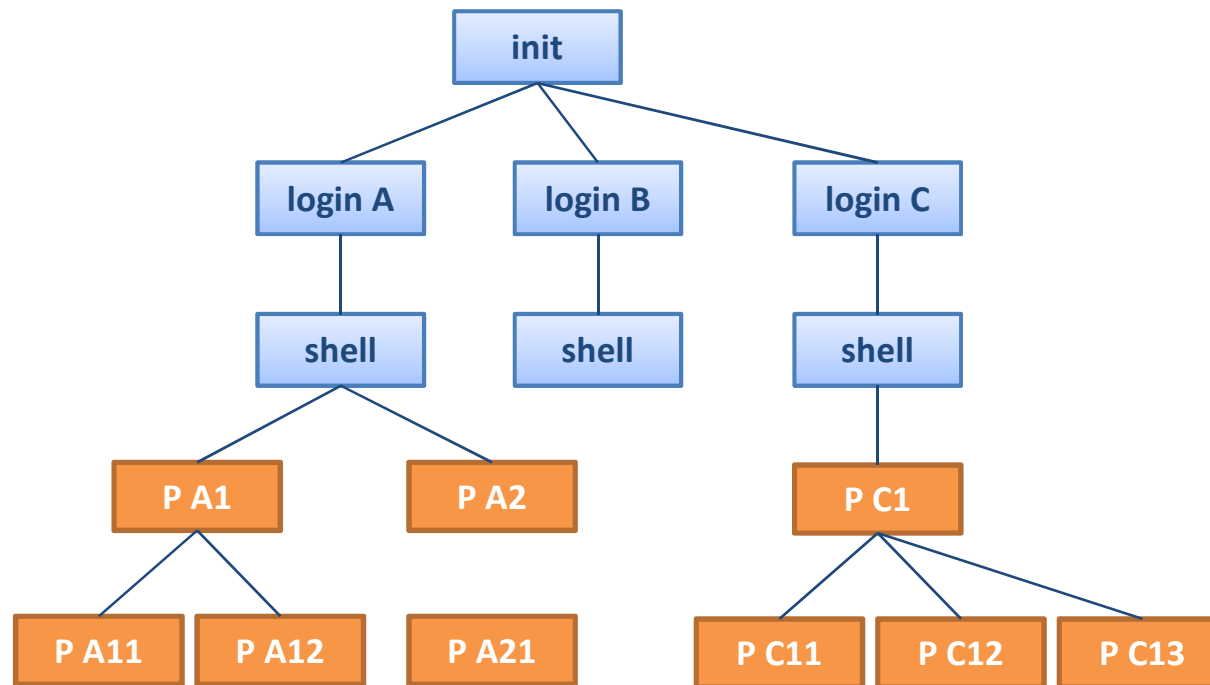 init
login A
login B
login C
shell
shell
shell
P A1
P A2
P C1
P A11
P A12
P A21
P C11
P C12
P C13